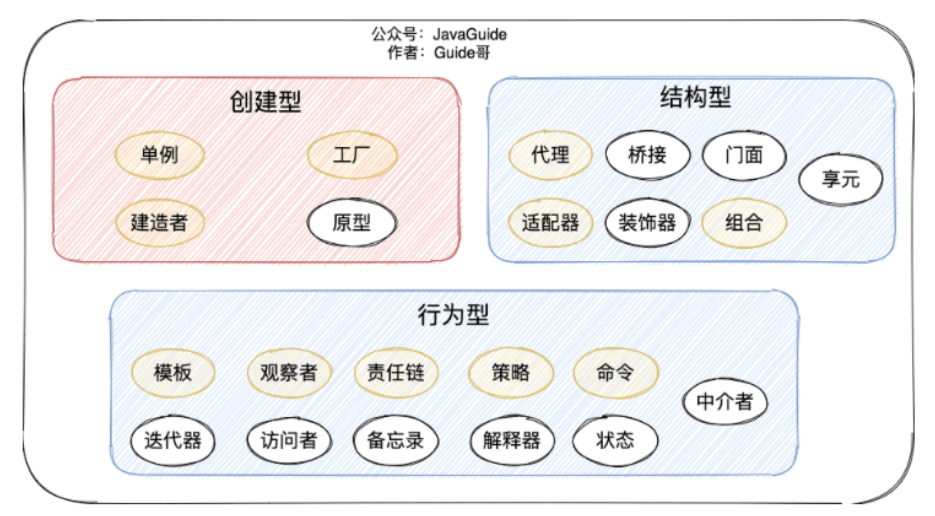 公众号：JavaGuide
作者：Guide哥
创建型
单例
工厂
建造者
原型
结构型
代理
桥接
门面
享元
适配器
装饰器
组合
行为型
模板
观察者
责任链
策略
命令
中介者
迭代器
访问者
备忘录
解释器
状态